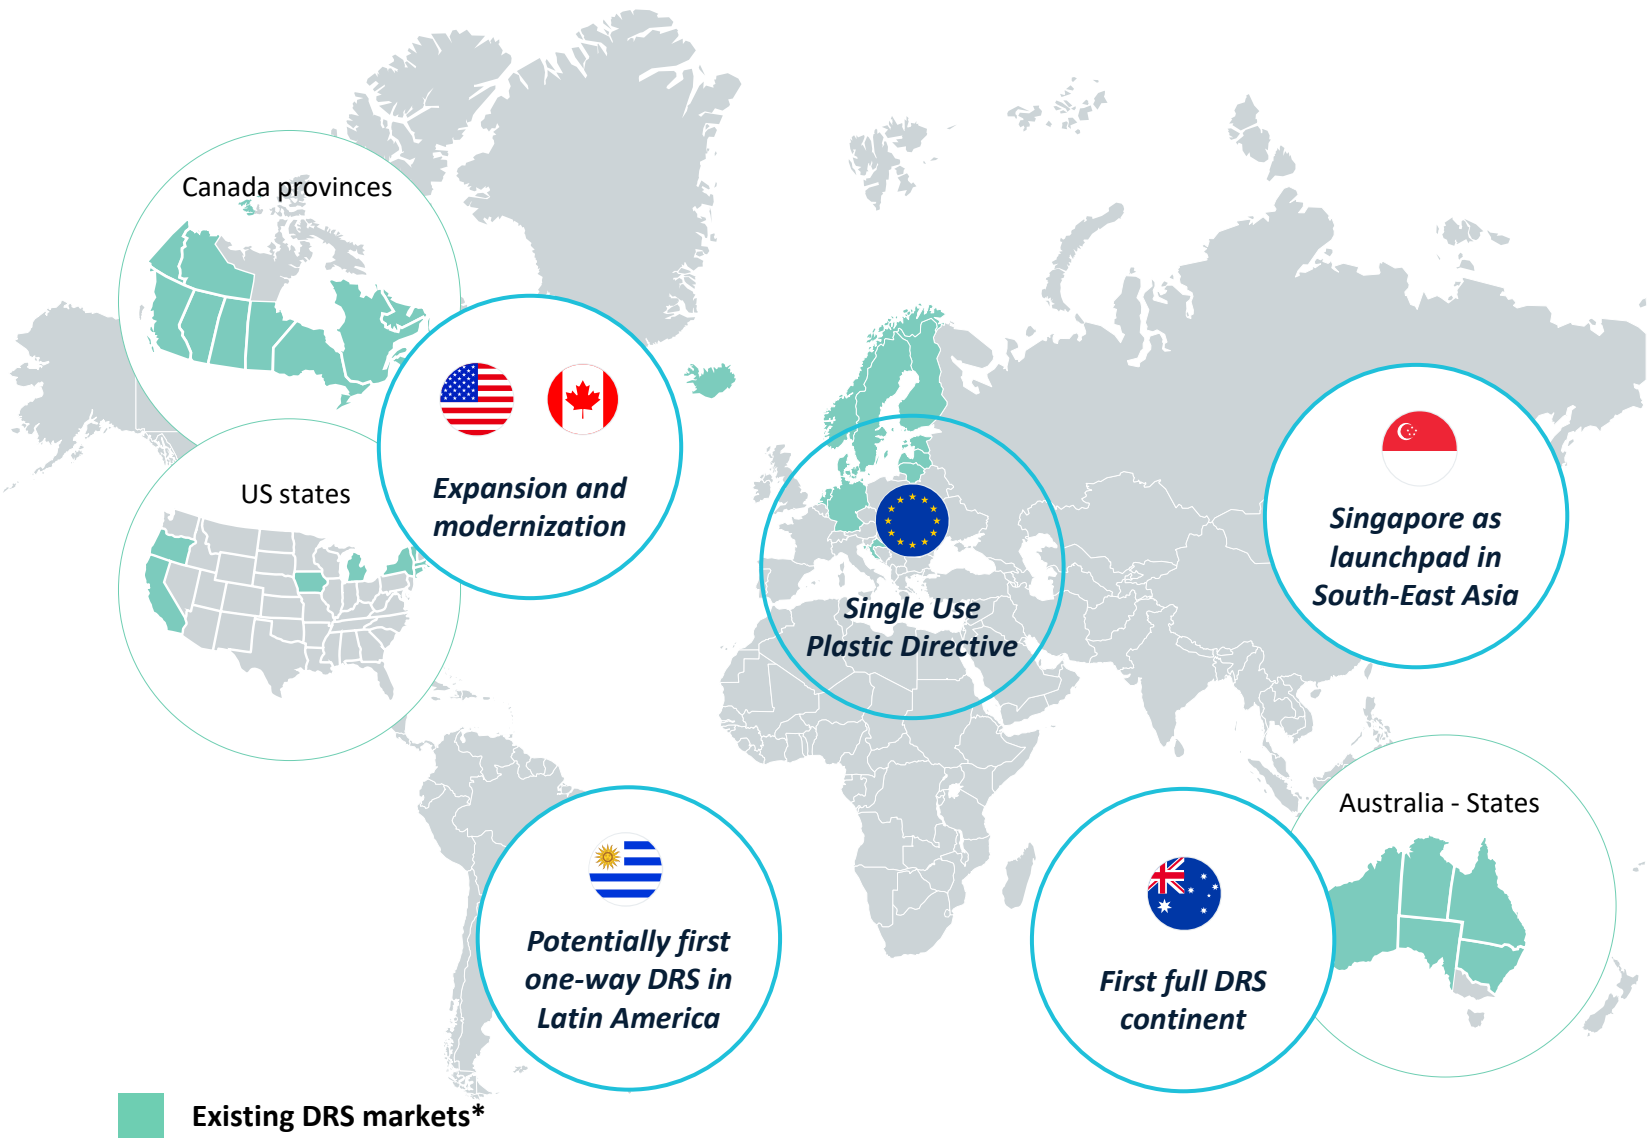 Canada provinces
US states
Expansion and
modernization
Single Use
Plastic Directive
Singapore as
launchpad in
South-East Asia
Potentially first
one-way DRS in
Latin America
First full DRS
continent
Australia - States
Existing DRS markets*